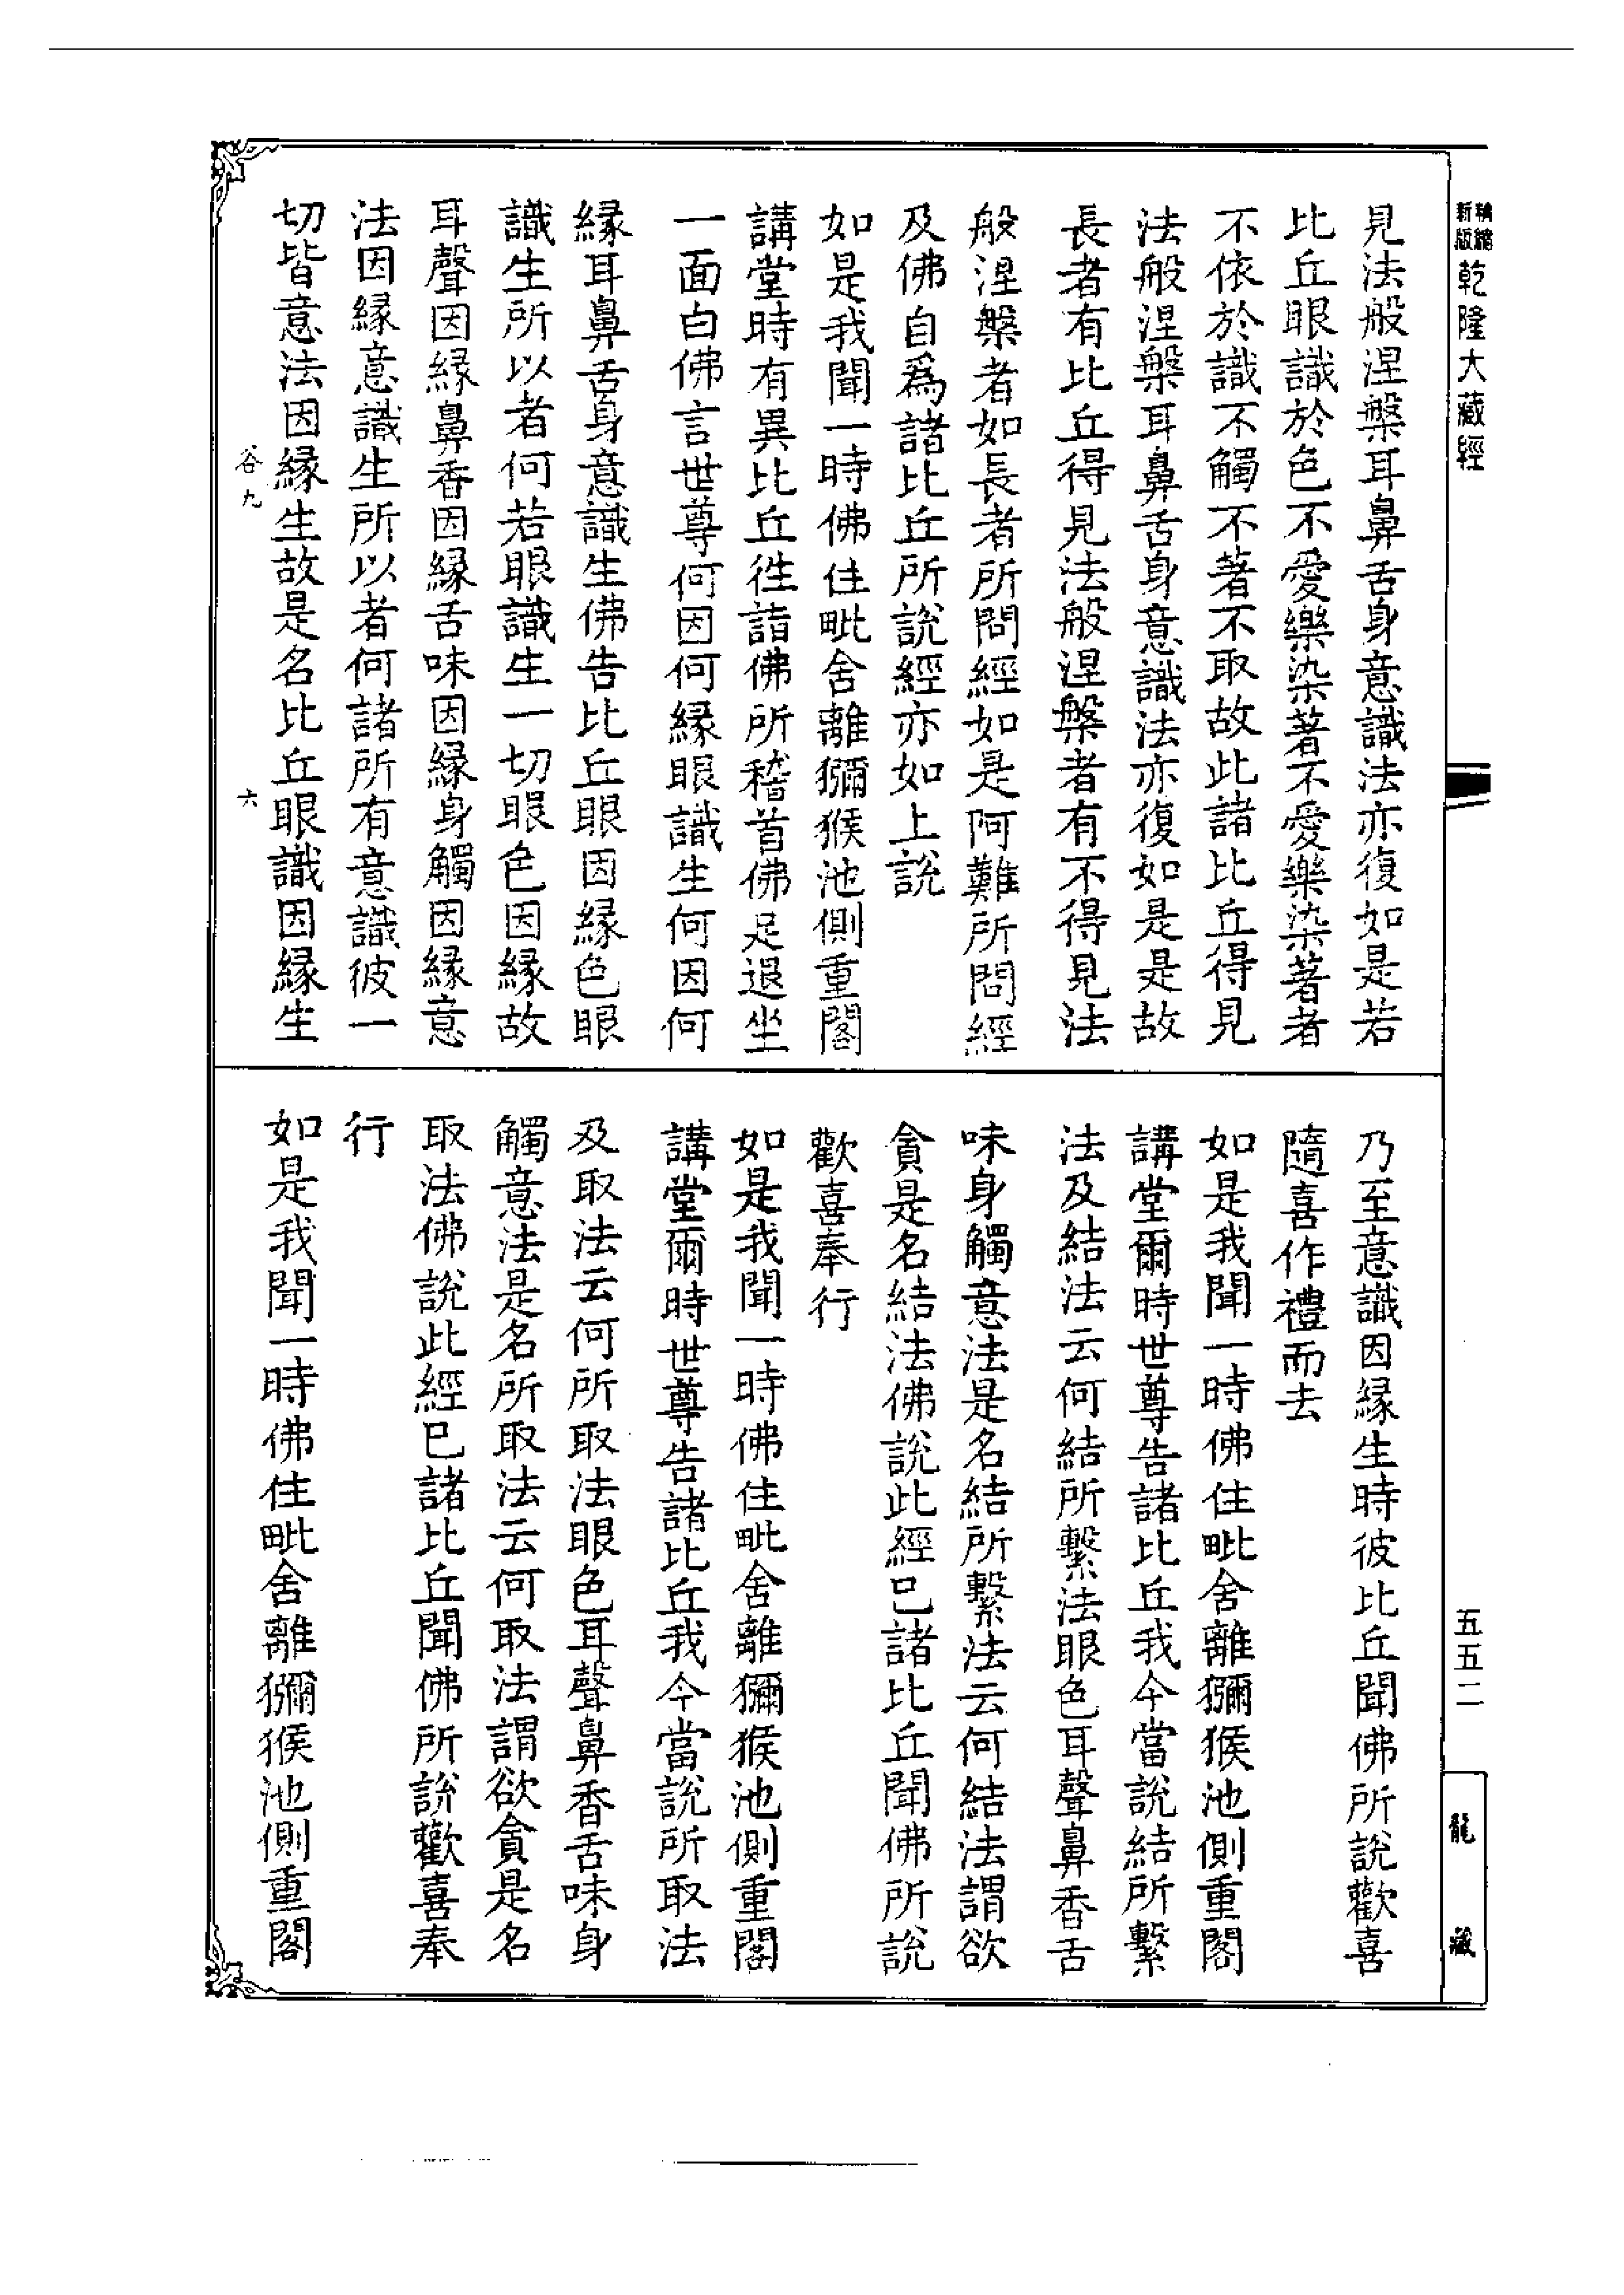 新版精縮乾隆大藏經
見法般涅槃耳鼻舌身意識法亦復如是若
比丘眼識於色不愛樂染著不愛樂染著者
不依於識不觸不著不取故此諸比丘得見
法般涅槃耳鼻舌身意識法亦復如是是故
長者有比丘得見法般涅槃者有不得見法
般涅槃者如長者所問經如是阿難所問經
及佛自爲諸比丘所說經亦如上說
如是我聞一時佛住毗舍離獼猴池側重閣
講堂時有異比丘徃詣佛所稽首佛足退坐
一面白佛言世尊何因何緣眼識生何因何
緣耳鼻舌身意識生佛告比丘眼因緣色眼
識生所以者何若眼識生一切眼色因緣故
耳聲因緣鼻香因緣舌味因緣身觸因緣意
法因緣意識生所以者何諸所有意識彼一
切皆意法因緣生故是名比丘眼識因緣生
谷九 六
乃至意識因緣生時彼比丘聞佛所說歡喜
隨喜作禮而去
如是我聞一時佛住毗舍離獼猴池側重閣
講堂爾時世尊告諸比丘我今當說結所繫
法及結法云何結所繫法眼色耳聲鼻香舌
味身觸意法是名結所繫法云何結法謂欲
貪是名結法佛說此經已諸比丘聞佛所說
歡喜奉行
如是我聞一時佛住毗舍離獼猴池側重閣
講堂爾時世尊告諸比丘我今當說所取法
及取法云何所取法眼色耳聲鼻香舌味身
觸意法是名所取法云何取法謂欲貪是名
取法佛說此經已諸比丘聞佛所說歡喜奉
行
如是我聞一時佛住毗舍離獼猴池側重閣
五五二
龍藏